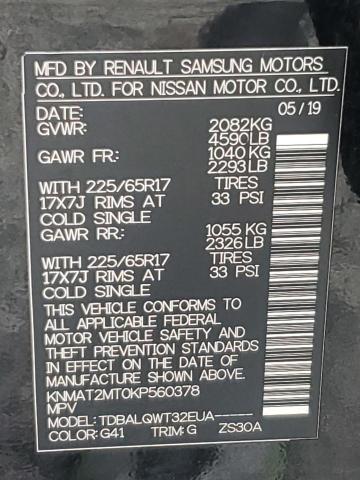 MFD BY RENAULT SAMSUNG MOTORS
CO., LTD. FOR NISSAN MOTOR CO., LTD.
DATE: 05/19
GVWR: 2082KG
4590LB
GAWR FR: 1040 KG
2293LB
WITH 225/65R17 TIRES
17X7J RIMS AT 33 PSI
COLD SINGLE
GAWR RR: 1055 KG
2326LB
WITH 225/65R17 TIRES
17X7J RIMS AT 33 PSI
COLD SINGLE
THIS VEHICLE CONFORMS TO
ALL APPLICABLE FEDERAL
MOTOR VEHICLE SAFETY AND
THEFT PREVENTION STANDARDS
IN EFFECT ON THE DATE OF
MANUFACTURE SHOWN ABOVE
KNMAT2MT0KP560378
MPV
MODEL:TDBALQWT32EUA-----
COLOR:G41 TRIM:G ZS30A